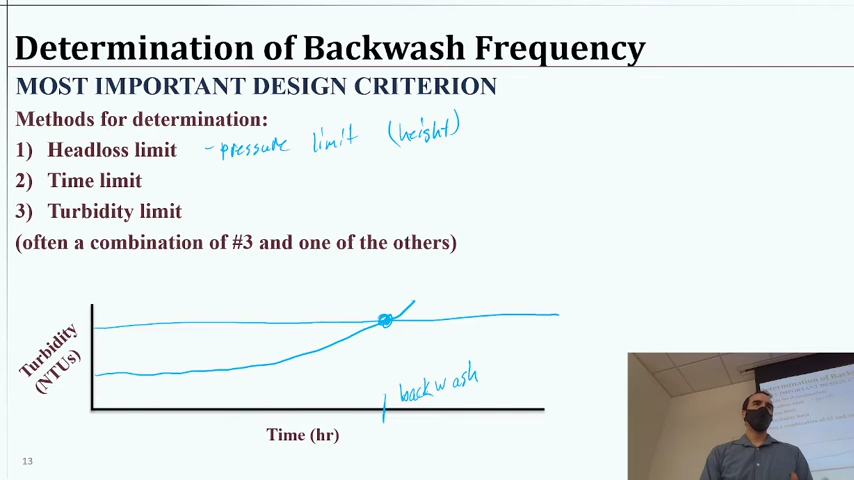 Determination of Backwash Frequency
MOST IMPORTANT DESIGN CRITERION
Methods for determination:
1) Headloss limit - pressure limit (height)
2) Time limit
3) Turbidity limit
(often a combination of #3 and one of the others)
Turbidity
(NTUs)
backwash
Time (hr)
13